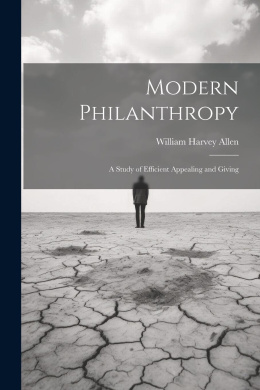 Modern
Philanthropy
William Harvey Allen
A Study of Efficient Appealing and Giving